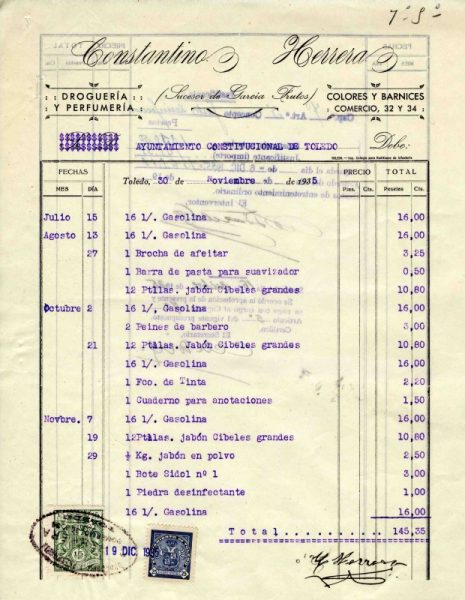 7-5-
Constantino Herrera
DROGUERÍA Y PERFUMERÍA
(Sucesor de García Frutos)
COLORES Y BARNICES
COMERCIO, 32 Y 34
AYUNTAMIENTO CONSTITUCIONAL DE TOLEDO Debe:
FECHAS PRECIO TOTAL
MES DÍA Toledo, 30 de Noviembre de 1935 Ptas. Cts. Pesetas Cts.
Julio 15 16 l/. Gasolina 16,00
Agosto 13 16 l/. Gasolina 16,00
27 1 Brocha de afeitar 3,25
1 Barra de pasta para suavizador 0,50
12 Ptllas. jabón Cibeles grandes 10,80
Octubre 2 16 l/. Gasolina 16,00
2 Peines de barbero 3,00
21 12 Ptllas. Jabón Cibeles grandes 10,80
16 l/. Gasolina 16,00
1 Fco. de Tinta 2,20
1 Cuaderno para anotaciones 1,50
Novbre. 7 16 l/. Gasolina 16,00
19 12 Ptllas. jabón Cibeles grandes 10,80
29 ½ Kg. jabón en polvo 2,50
1 Bote Sidol nº 1 3,00
1 Piedra desinfectante 1,00
16 l/. Gasolina 16,00
Total.......... 145,35
19 DIC. 1935
C. Herrera